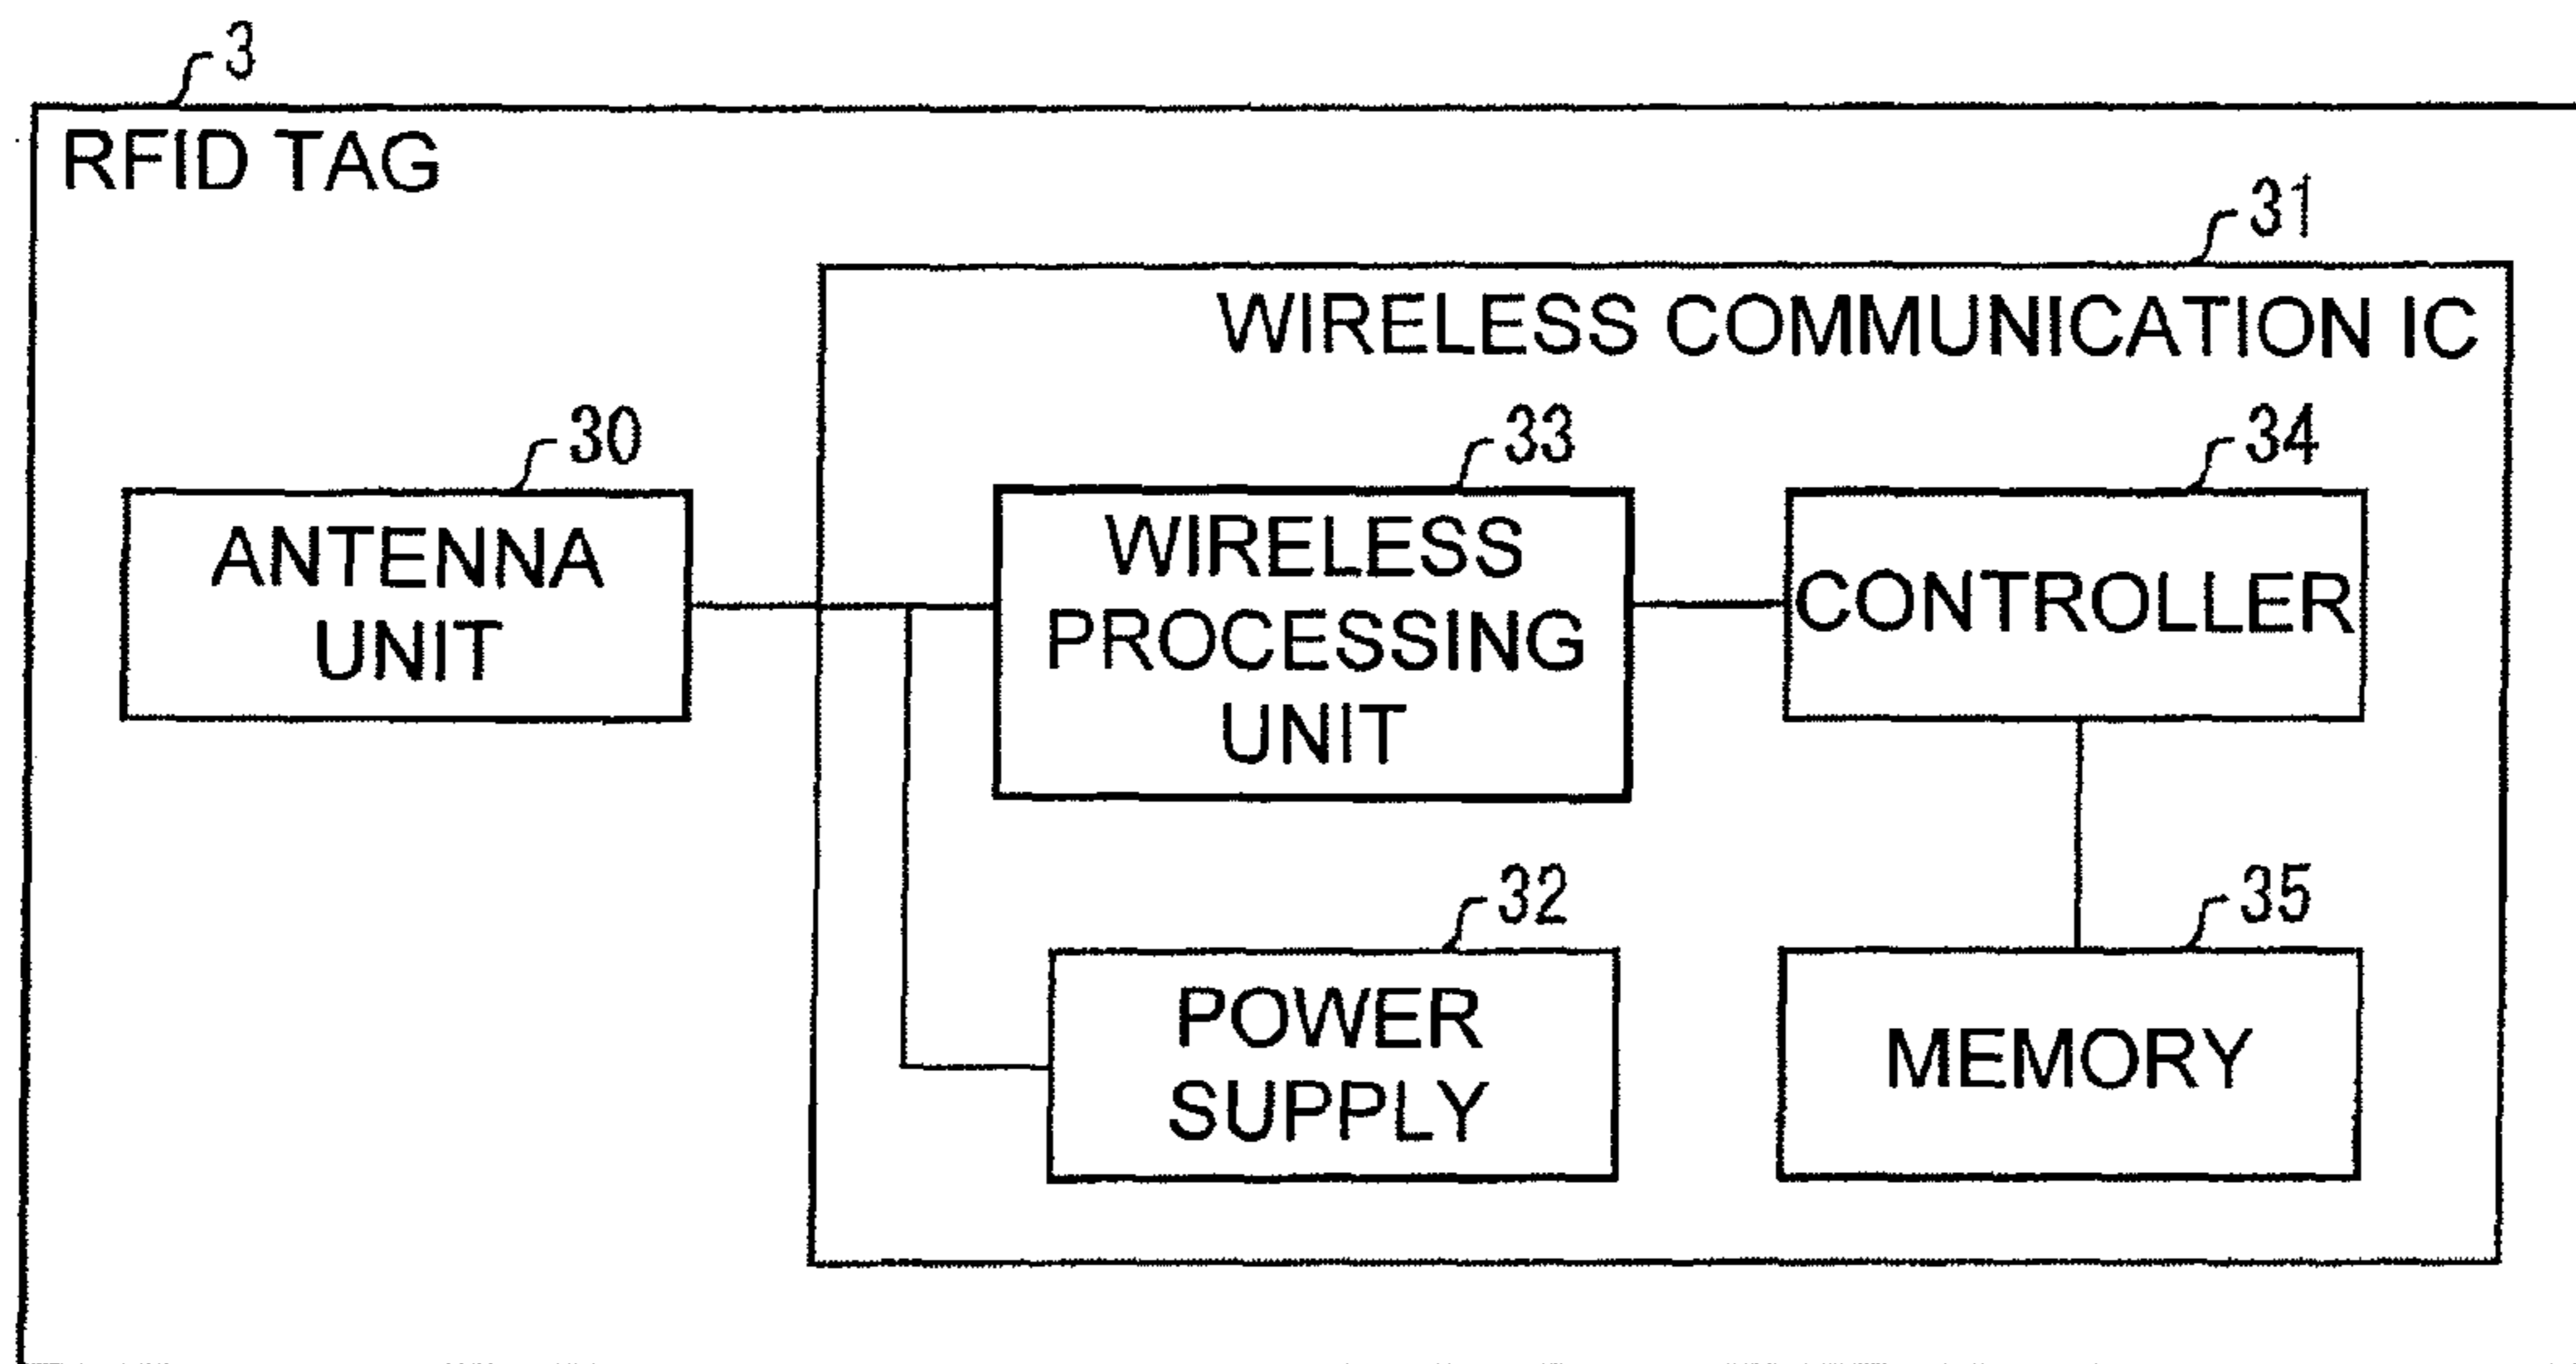 3
RFID TAG
31
WIRELESS COMMUNICATION IC
30
ANTENNA
UNIT
33
WIRELESS
PROCESSING
UNIT
34
CONTROLLER
32
POWER
SUPPLY
35
MEMORY